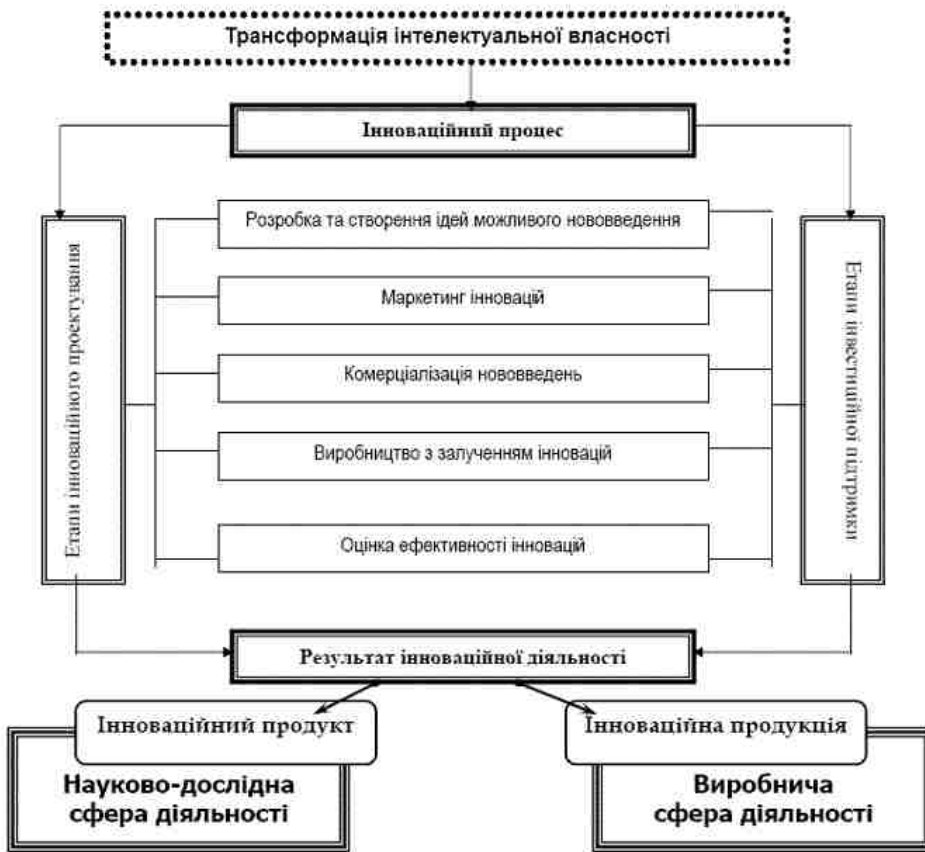 Трансформація інтелектуальної власності
Інноваційний процес
Етапи інноваційного проектування
Розробка та створення ідей можливого нововведення
Маркетинг інновацій
Комерціалізація нововведень
Виробництво з залученням інновацій
Оцінка ефективності інновацій
Етапи інвестиційної підтримки
Результат інноваційної діяльності
Інноваційний продукт
Інноваційна продукція
Науково-дослідна
сфера діяльності
Виробнича
сфера діяльності